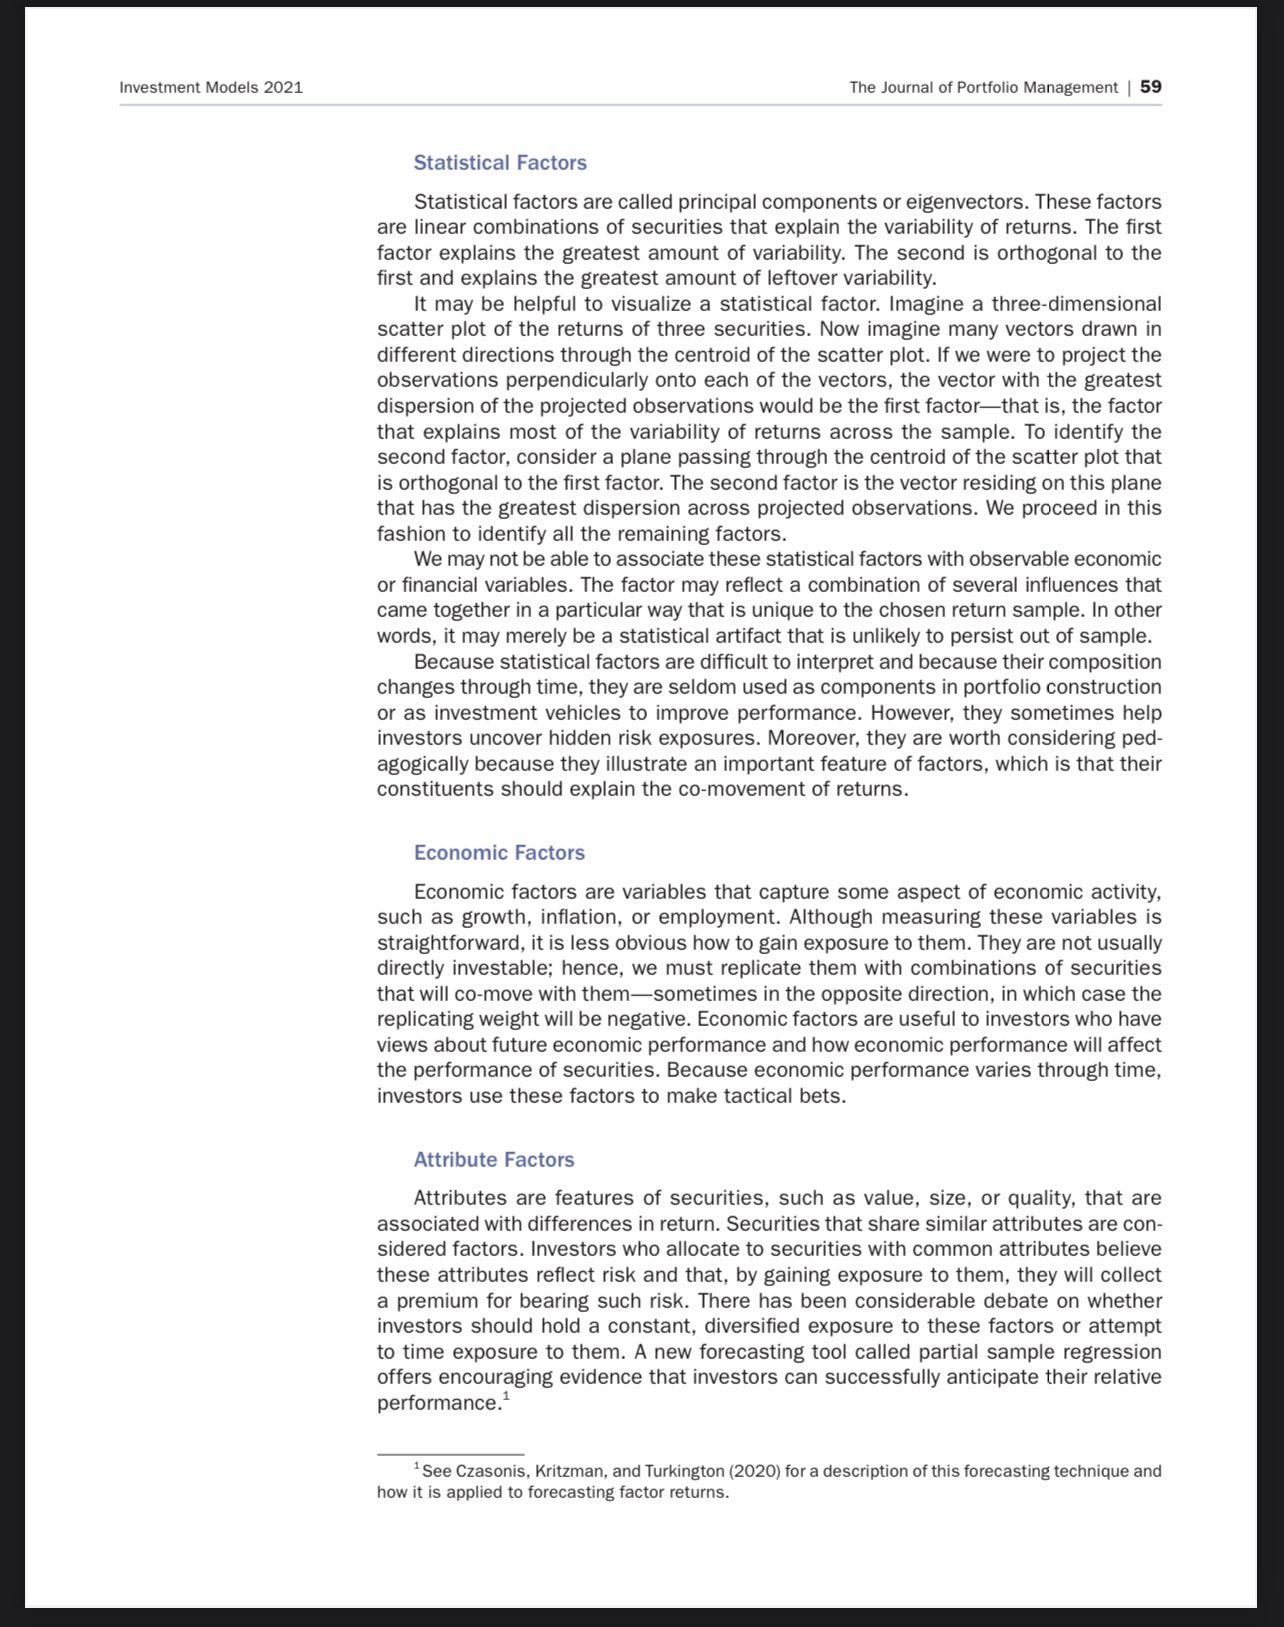 Investment Models 2021
The Journal of Portfolio Management | 59
Statistical Factors
Statistical factors are called principal components or eigenvectors. These factors
are linear combinations of securities that explain the variability of returns. The first
factor explains the greatest amount of variability. The second is orthogonal to the
first and explains the greatest amount of leftover variability.
It may be helpful to visualize a statistical factor. Imagine a three-dimensional
scatter plot of the returns of three securities. Now imagine many vectors drawn in
different directions through the centroid of the scatter plot. If we were to project the
observations perpendicularly onto each of the vectors, the vector with the greatest
dispersion of the projected observations would be the first factor—that is, the factor
that explains most of the variability of returns across the sample. To identify the
second factor, consider a plane passing through the centroid of the scatter plot that
is orthogonal to the first factor. The second factor is the vector residing on this plane
that has the greatest dispersion across projected observations. We proceed in this
fashion to identify all the remaining factors.
We may not be able to associate these statistical factors with observable economic
or financial variables. The factor may reflect a combination of several influences that
came together in a particular way that is unique to the chosen return sample. In other
words, it may merely be a statistical artifact that is unlikely to persist out of sample.
Because statistical factors are difficult to interpret and because their composition
changes through time, they are seldom used as components in portfolio construction
or as investment vehicles to improve performance. However, they sometimes help
investors uncover hidden risk exposures. Moreover, they are worth considering ped-
agogically because they illustrate an important feature of factors, which is that their
constituents should explain the co-movement of returns.
Economic Factors
Economic factors are variables that capture some aspect of economic activity,
such as growth, inflation, or employment. Although measuring these variables is
straightforward, it is less obvious how to gain exposure to them. They are not usually
directly investable; hence, we must replicate them with combinations of securities
that will co-move with them—sometimes in the opposite direction, in which case the
replicating weight will be negative. Economic factors are useful to investors who have
views about future economic performance and how economic performance will affect
the performance of securities. Because economic performance varies through time,
investors use these factors to make tactical bets.
Attribute Factors
Attributes are features of securities, such as value, size, or quality, that are
associated with differences in return. Securities that share similar attributes are con-
sidered factors. Investors who allocate to securities with common attributes believe
these attributes reflect risk and that, by gaining exposure to them, they will collect
a premium for bearing such risk. There has been considerable debate on whether
investors should hold a constant, diversified exposure to these factors or attempt
to time exposure to them. A new forecasting tool called partial sample regression
offers encouraging evidence that investors can successfully anticipate their relative
performance.¹
¹See Czasonis, Kritzman, and Turkington (2020) for a description of this forecasting technique and
how it is applied to forecasting factor returns.